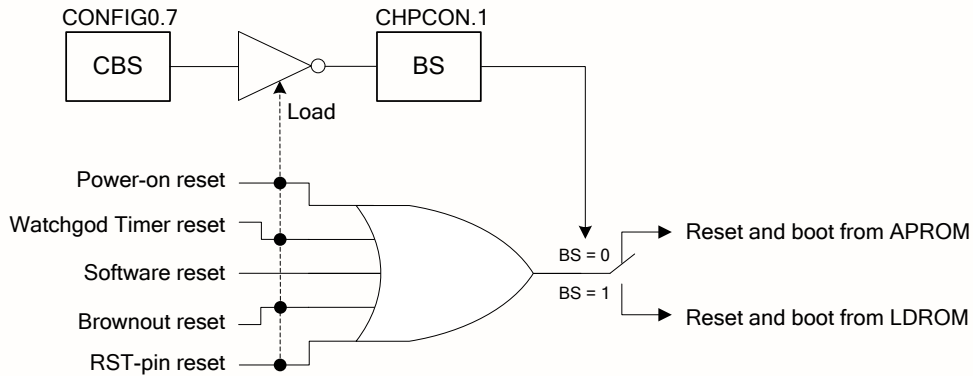 CONFIG0.7
CHPCON.1
CBS
BS
Load
Power-on reset
Watchgod Timer reset
Software reset
Brownout reset
RST-pin reset
BS = 0
BS = 1
Reset and boot from APROM
Reset and boot from LDROM